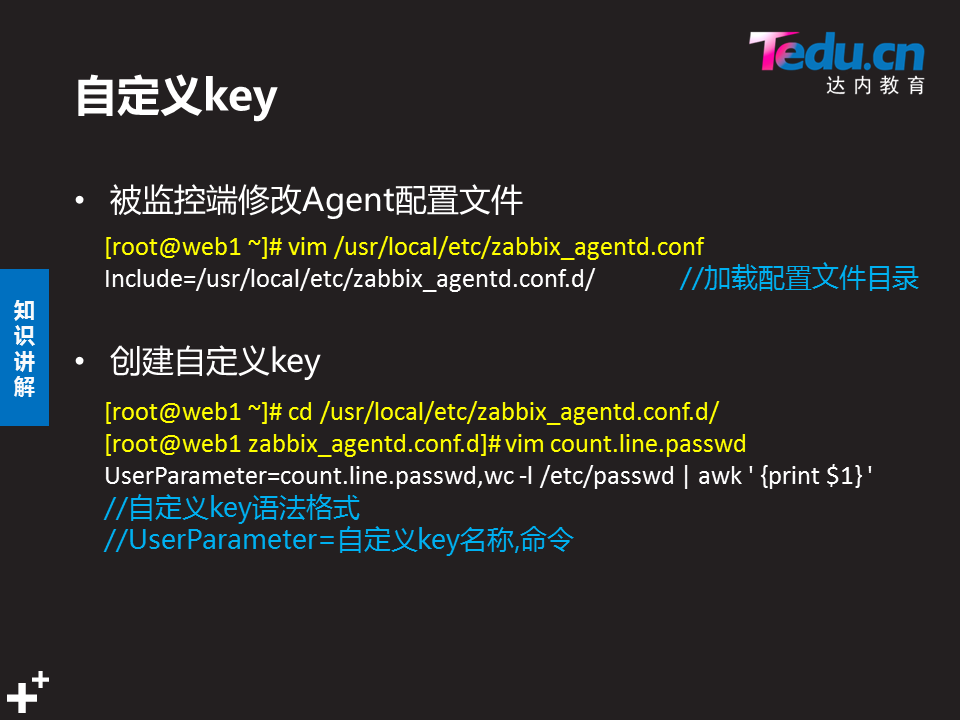 Tedu.cn
达内教育
自定义key
• 被监控端修改Agent配置文件
[root@web1 ~]# vim /usr/local/etc/zabbix_agentd.conf
Include=/usr/local/etc/zabbix_agentd.conf.d/ //加载配置文件目录
知识讲解
• 创建自定义key
[root@web1 ~]# cd /usr/local/etc/zabbix_agentd.conf.d/
[root@web1 zabbix_agentd.conf.d]# vim count.line.passwd
UserParameter=count.line.passwd,wc -l /etc/passwd | awk ' {print $1} '
//自定义key语法格式
//UserParameter=自定义key名称,命令